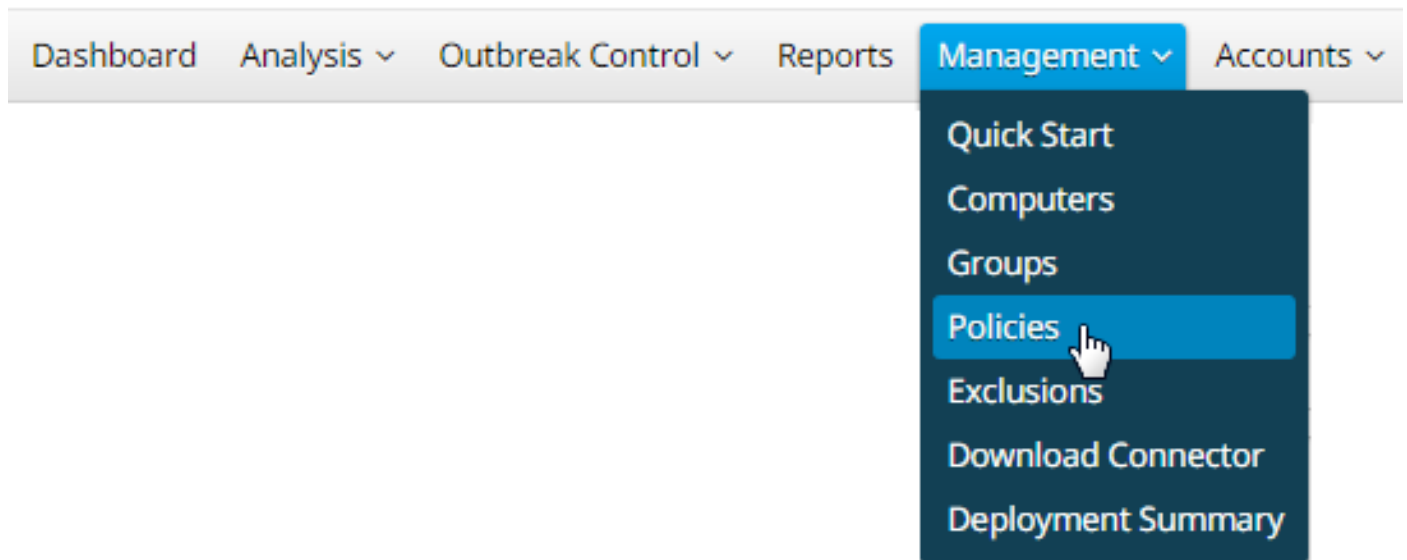 Dashboard Analysis Outbreak Control Reports Management Accounts
Quick Start
Computers
Groups
Policies
Exclusions
Download Connector
Deployment Summary